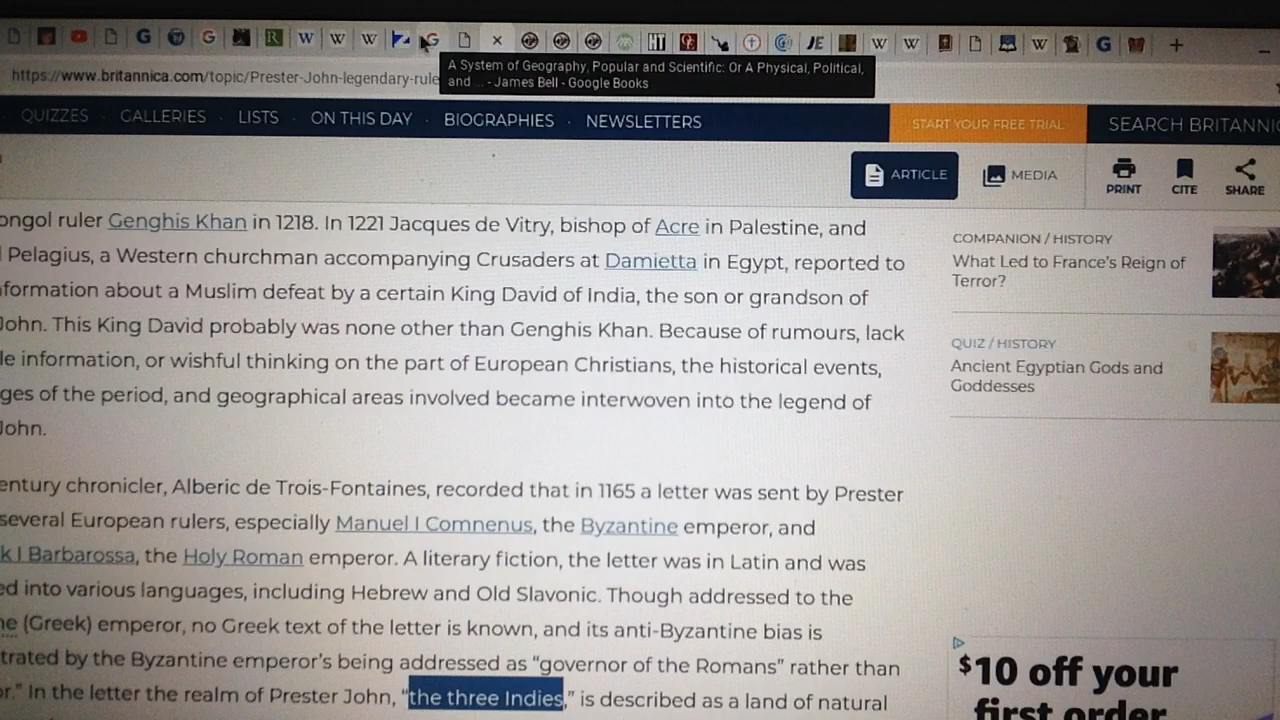 https://www.britannica.com/topic/Prester-John-legendary-rule
A System of Geography, Popular and Scientific: Or A Physical, Political,
and ... - James Bell - Google Books
QUIZZES · GALLERIES · LISTS · ON THIS DAY · BIOGRAPHIES · NEWSLETTERS
START YOUR FREE TRIAL
SEARCH BRITANNIC
ARTICLE
MEDIA
PRINT
CITE
SHARE
ongol ruler Genghis Khan in 1218. In 1221 Jacques de Vitry, bishop of Acre in Palestine, and
l Pelagius, a Western churchman accompanying Crusaders at Damietta in Egypt, reported to
nformation about a Muslim defeat by a certain King David of India, the son or grandson of
John. This King David probably was none other than Genghis Khan. Because of rumours, lack
le information, or wishful thinking on the part of European Christians, the historical events,
ges of the period, and geographical areas involved became interwoven into the legend of
John.
entury chronicler, Alberic de Trois-Fontaines, recorded that in 1165 a letter was sent by Prester
several European rulers, especially Manuel I Comnenus, the Byzantine emperor, and
k I Barbarossa, the Holy Roman emperor. A literary fiction, the letter was in Latin and was
ed into various languages, including Hebrew and Old Slavonic. Though addressed to the
ne (Greek) emperor, no Greek text of the letter is known, and its anti-Byzantine bias is
trated by the Byzantine emperor's being addressed as “governor of the Romans” rather than
or.” In the letter the realm of Prester John, “the three Indies,” is described as a land of natural
COMPANION / HISTORY
What Led to France's Reign of
Terror?
QUIZ / HISTORY
Ancient Egyptian Gods and
Goddesses
$10 off your
first order